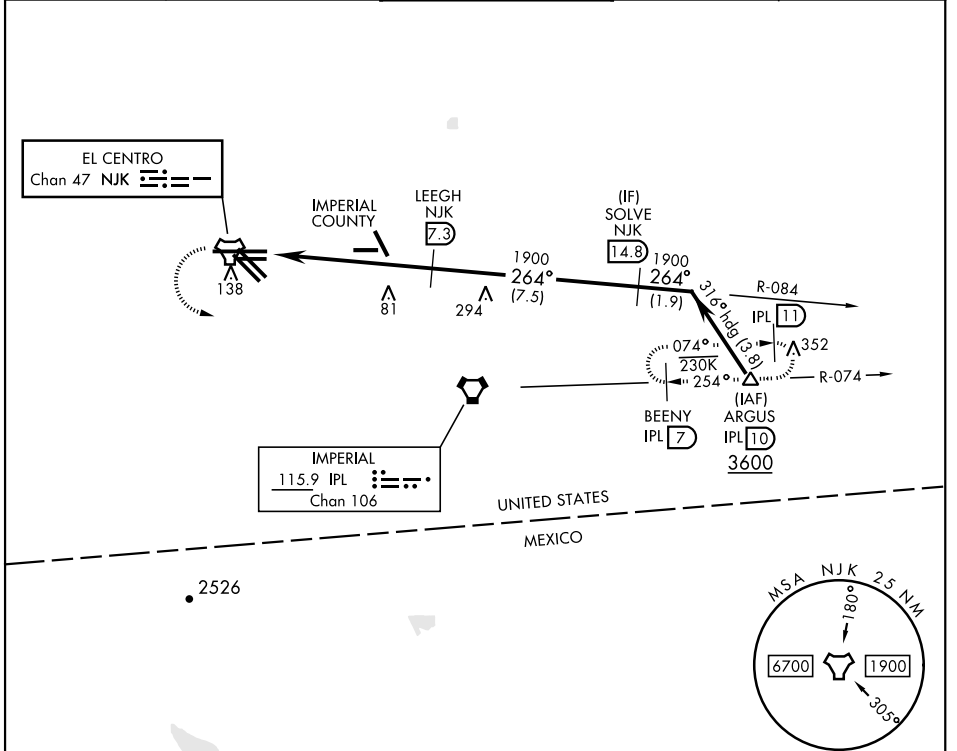 EL CENTRO
Chan 47 NJK
138
IMPERIAL
COUNTY
81
LEEGH
NJK
7.3
294
1900
264°
(7.5)
(IF)
SOLVE
NJK
14.8
1900
264°
(1.9)
316° hdg (3.8)
R-084
IPL 11
352
074°
230K
254°
R-074
BEENY
IPL 7
(IAF)
ARGUS
IPL 10
3600
IMPERIAL
115.9 IPL
Chan 106
UNITED STATES
MEXICO
2526
MSA NJK 25 NM
180°
6700
1900
305°